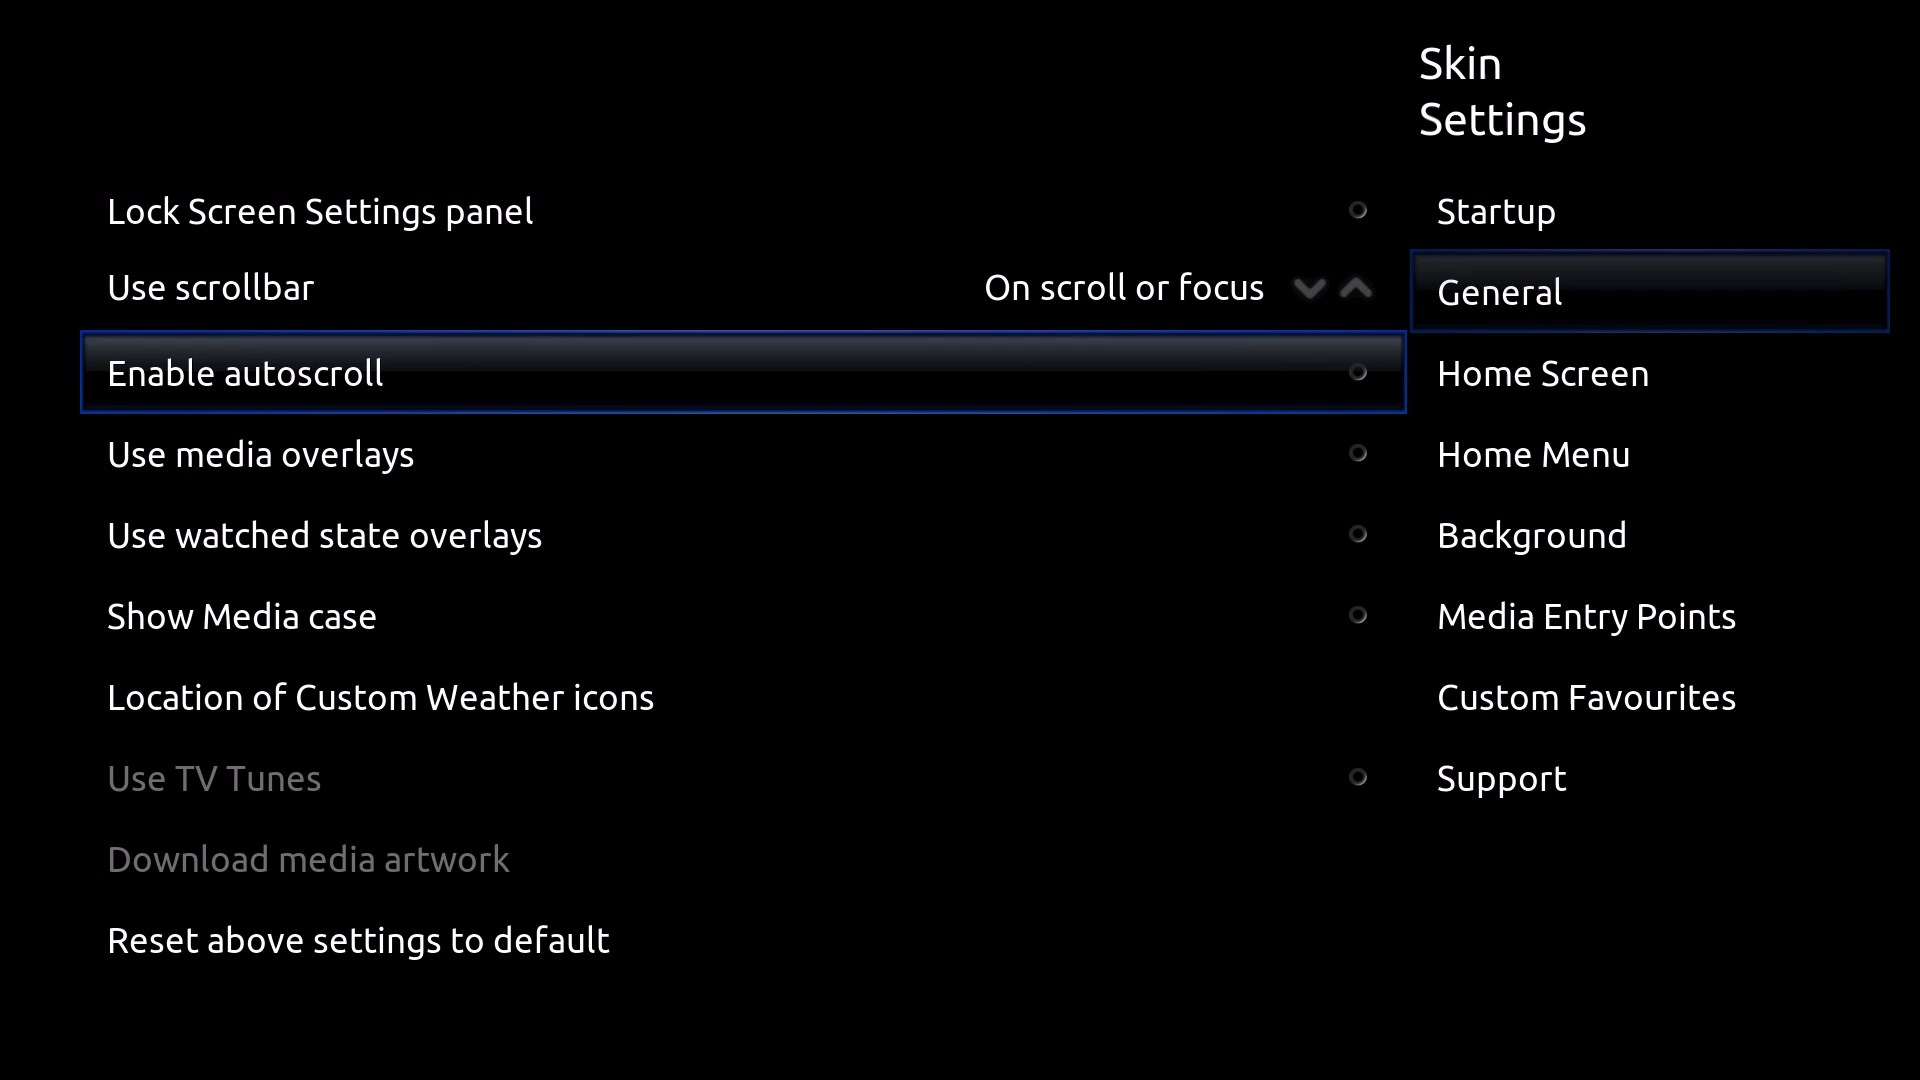 Skin
Settings
Lock Screen Settings panel
Use scrollbar On scroll or focus
Enable autoscroll
Use media overlays
Use watched state overlays
Show Media case
Location of Custom Weather icons
Use TV Tunes
Download media artwork
Reset above settings to default
Startup
General
Home Screen
Home Menu
Background
Media Entry Points
Custom Favourites
Support